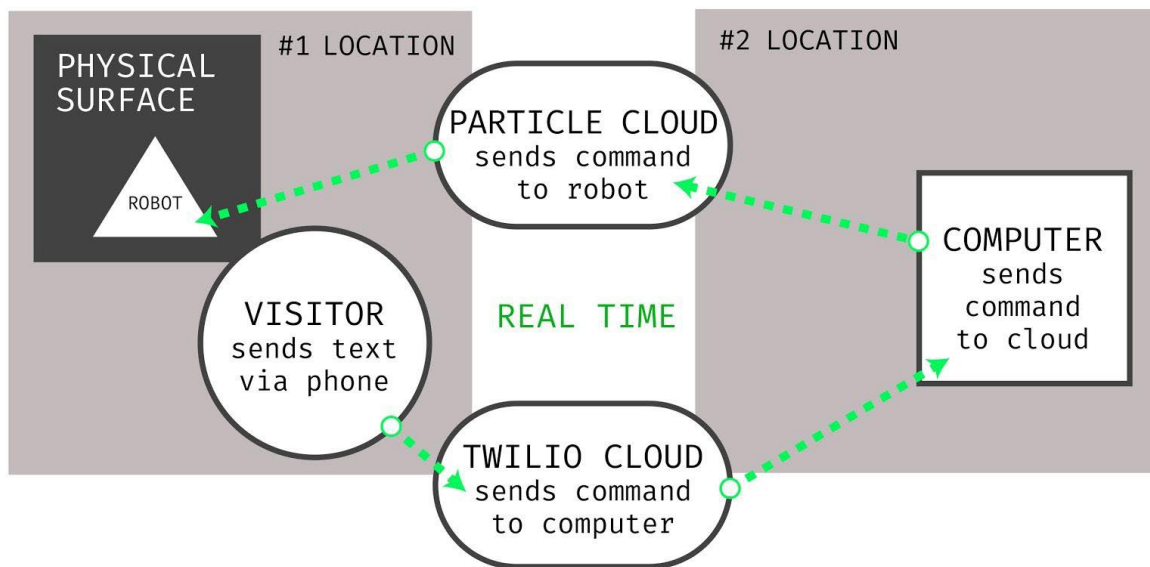 #1 LOCATION
#2 LOCATION
PHYSICAL
SURFACE
ROBOT
PARTICLE CLOUD
sends command
to robot
VISITOR
sends text
via phone
REAL TIME
COMPUTER
sends
command
to cloud
TWILIO CLOUD
sends command
to computer